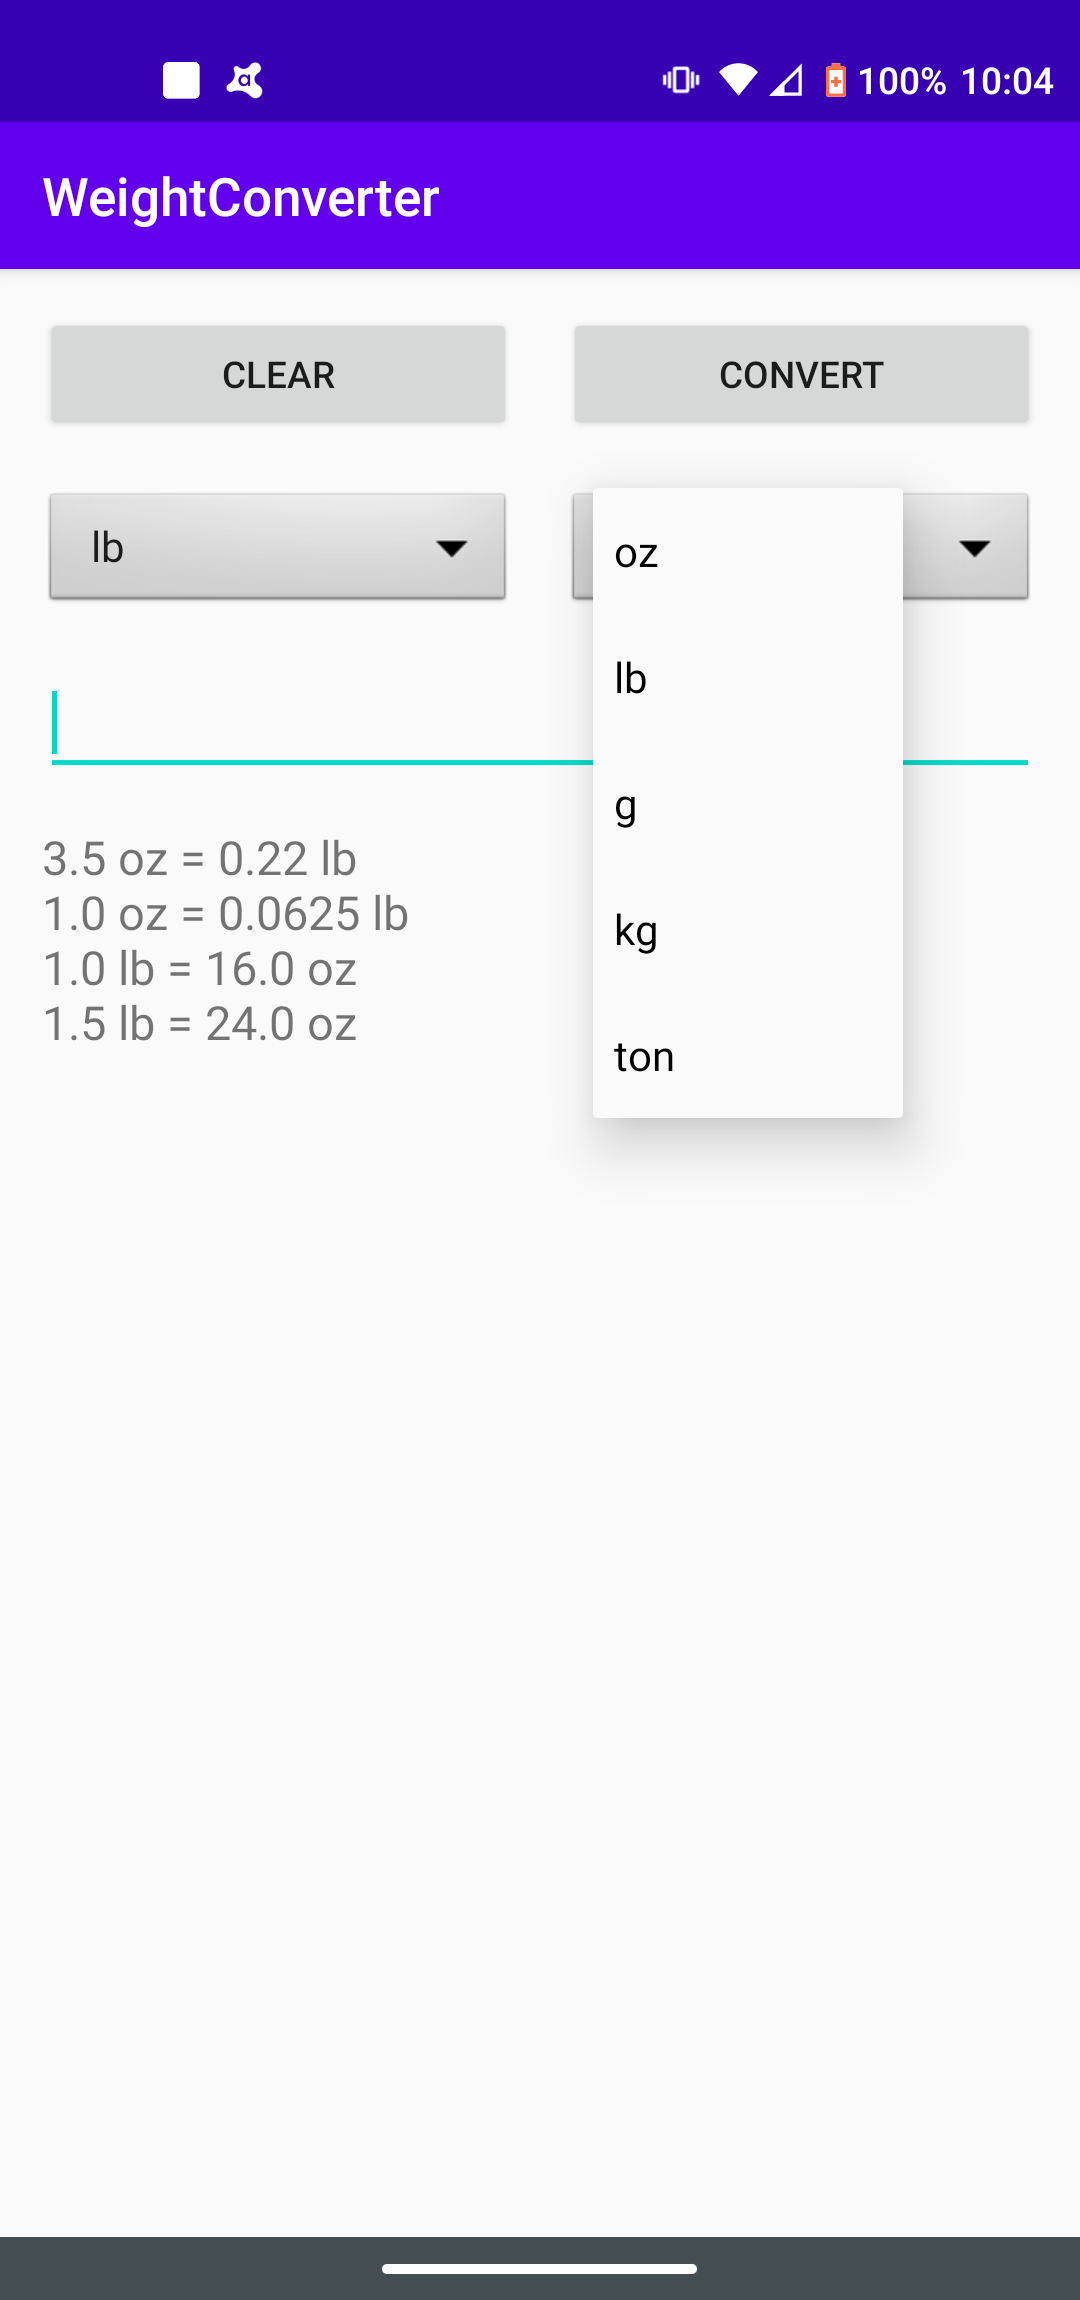 100% 10:04
WeightConverter
CLEAR
CONVERT
lb
oz
lb
g
kg
ton
3.5 oz = 0.22 lb
1.0 oz = 0.0625 lb
1.0 lb = 16.0 oz
1.5 lb = 24.0 oz